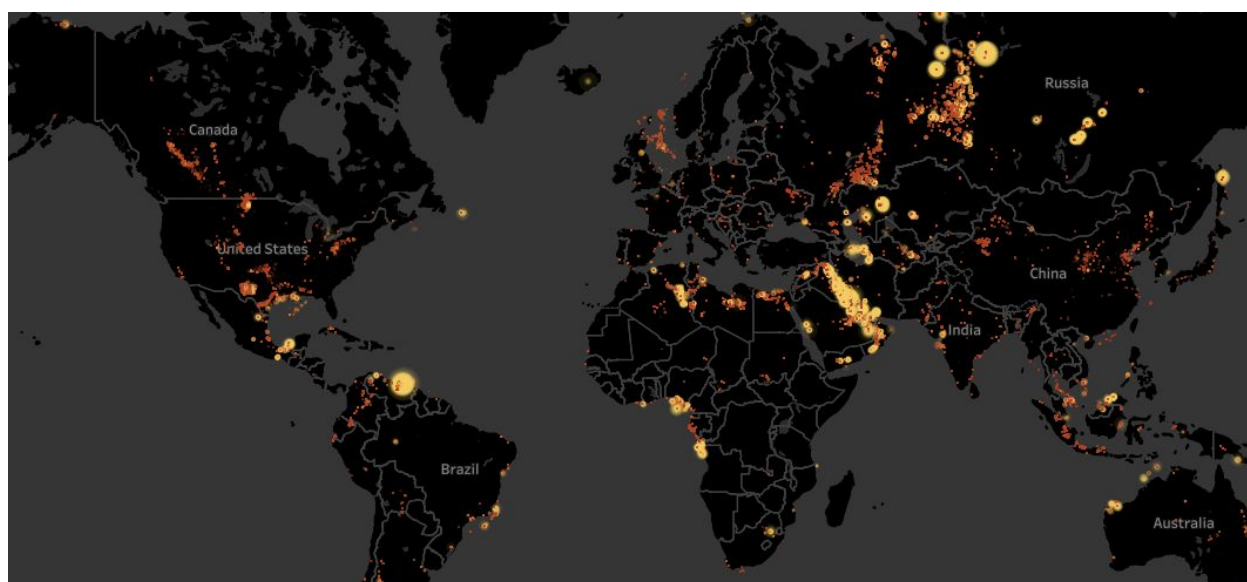 Russia
Canada
United States
China
India
Brazil
Australia